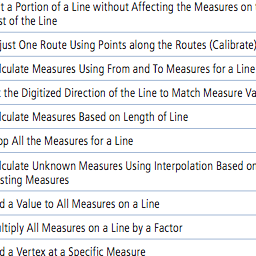 t a Portion of a Line without Affecting the Measures on
st of the Line
just One Route Using Points along the Routes (Calibrate)
lculate Measures Using From and To Measures for a Line
t the Digitized Direction of the Line to Match Measure Va
lculate Measures Based on Length of Line
op All the Measures for a Line
lculate Unknown Measures Using Interpolation Based on
isting Measures
d a Value to All Measures on a Line
ultiply All Measures on a Line by a Factor
d a Vertex at a Specific Measure